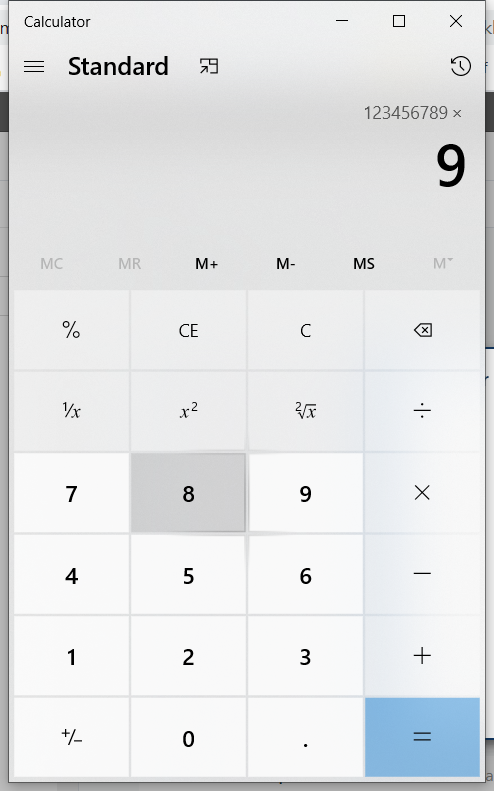 Calculator
Standard
123456789 ×
9
MC MR M+ M- MS M˅
% CE C
¹/x x² ²√x ÷
7 8 9 ×
4 5 6 −
1 2 3 +
+/− 0 . =